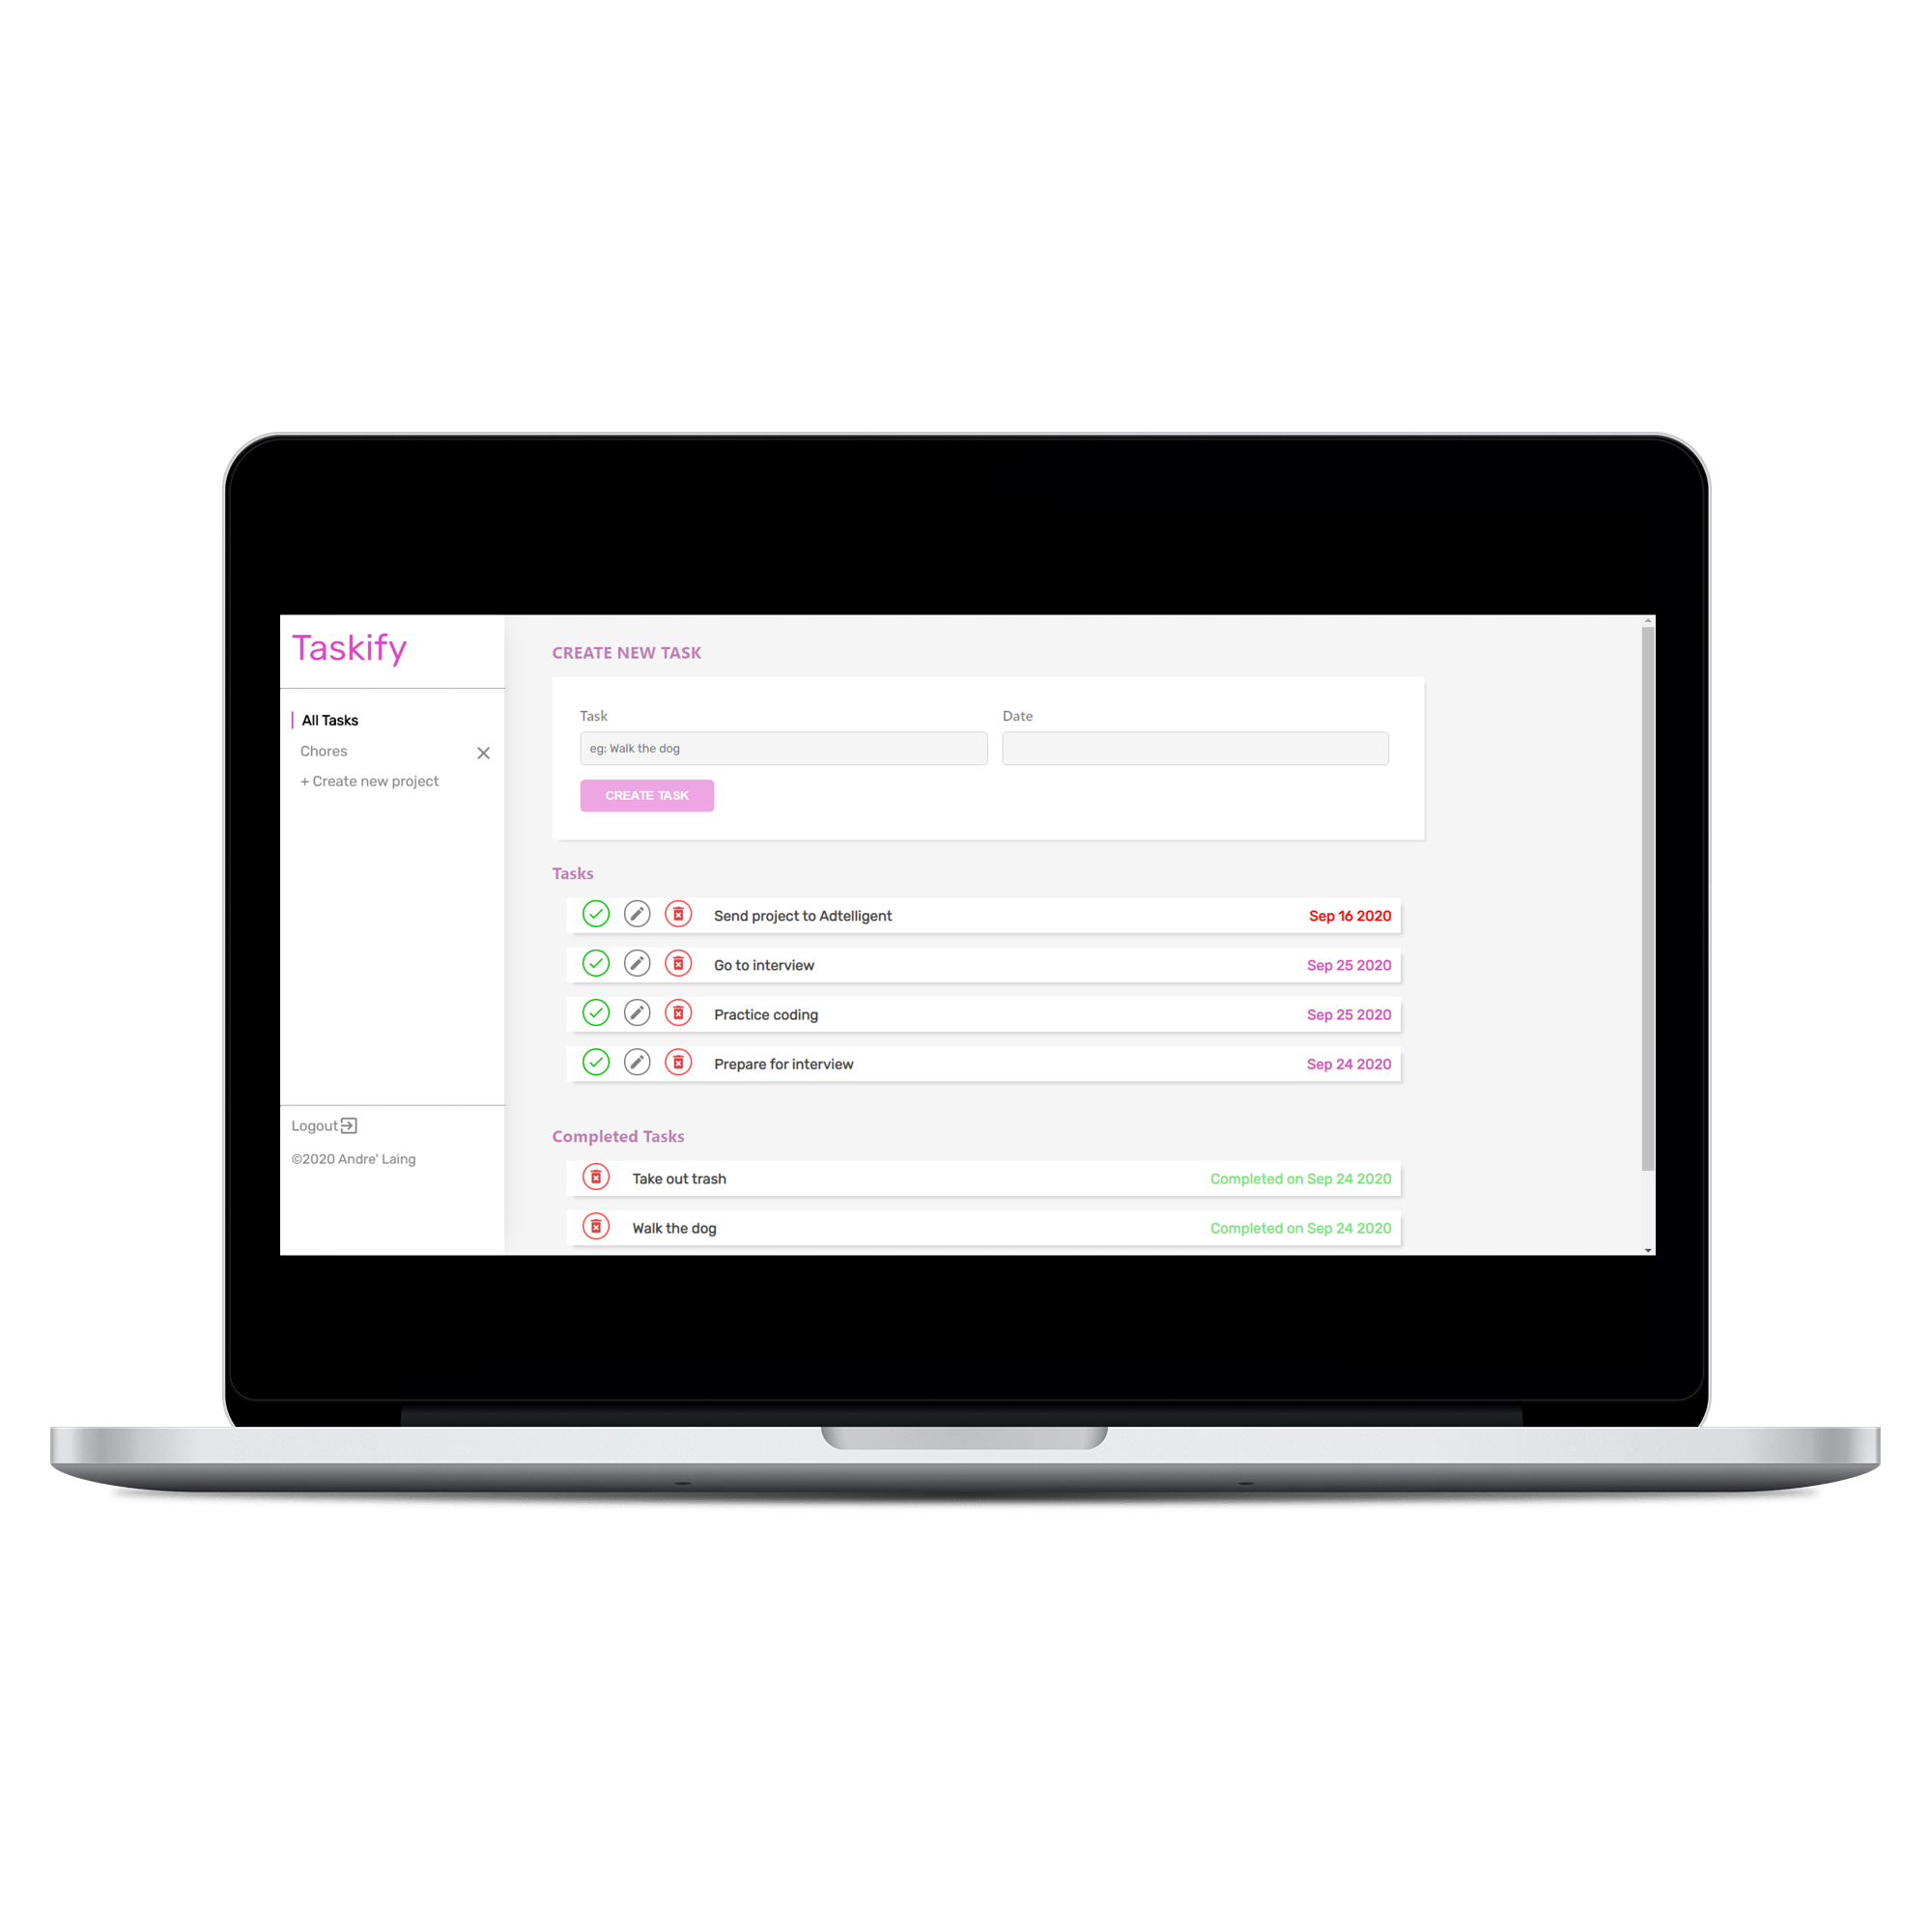 Taskify
All Tasks
Chores
+ Create new project
Logout
©2020 Andre' Laing
CREATE NEW TASK
Task
Date
eg: Walk the dog
CREATE TASK
Tasks
Send project to Adtelligent Sep 16 2020
Go to interview Sep 25 2020
Practice coding Sep 25 2020
Prepare for interview Sep 24 2020
Completed Tasks
Take out trash Completed on Sep 24 2020
Walk the dog Completed on Sep 24 2020